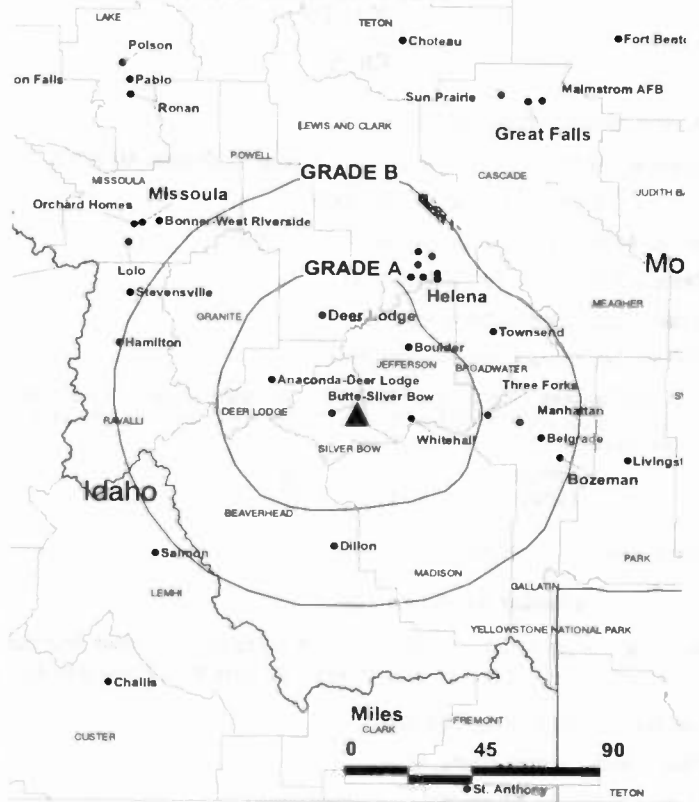 LAKE
TETON
Polson
Choteau
Fort Bento
on Falls
Pablo
Ronan
Sun Prairie
Malmstrom AFB
Great Falls
LEWIS AND CLARK
POWELL
GRADE B
CASCADE
MISSOULA
Missoula
JUDITH BA
Orchard Homes
Bonner-West Riverside
Lolo
GRADE A
Mo
Helena
Stevensville
MEAGHER
GRANITE
Deer Lodge
Townsend
Hamilton
Boulder
JEFFERSON
BROADWATER
Anaconda-Deer Lodge
Three Forks
Butte-Silver Bow
DEER LODGE
Manhattan
RAVALLI
Whitehall
Belgrade
SILVER BOW
Livingst
Bozeman
Idaho
BEAVERHEAD
Salmon
Dillon
PARK
MADISON
GALLATIN
LEMHI
YELLOWSTONE NATIONAL PARK
Challis
Miles
CLARK
FREMONT
CUSTER
0 45 90
St. Anthony
TETON